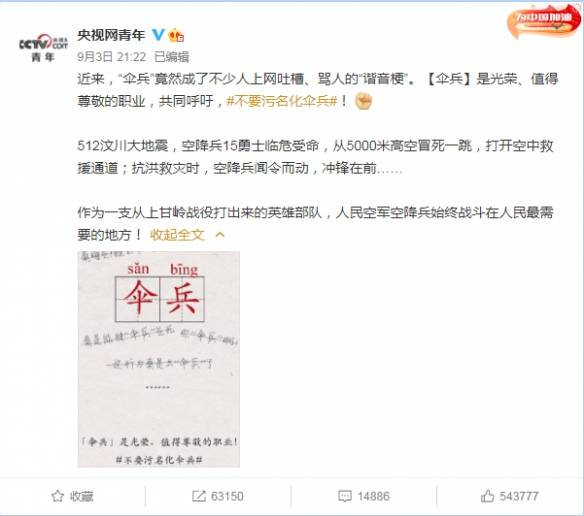 为中国加油
CCTV.COM
青年
央视网青年
9月3日 21:22 已编辑
近来，“伞兵”竟然成了不少人上网吐槽、骂人的“谐音梗”。【伞兵】是光荣、值得
尊敬的职业，共同呼吁，#不要污名化伞兵#！
512汶川大地震，空降兵15勇士临危受命，从5000米高空冒死一跳，打开空中救
援通道；抗洪救灾时，空降兵闻令而动，冲锋在前……
作为一支从上甘岭战役打出来的英雄部队，人民空军空降兵始终战斗在人民最需
要的地方！ 收起全文
sǎn bīng
伞兵
······
「伞兵」是光荣、值得尊敬的职业！
#不要污名化伞兵#
收藏
63150
14886
543777